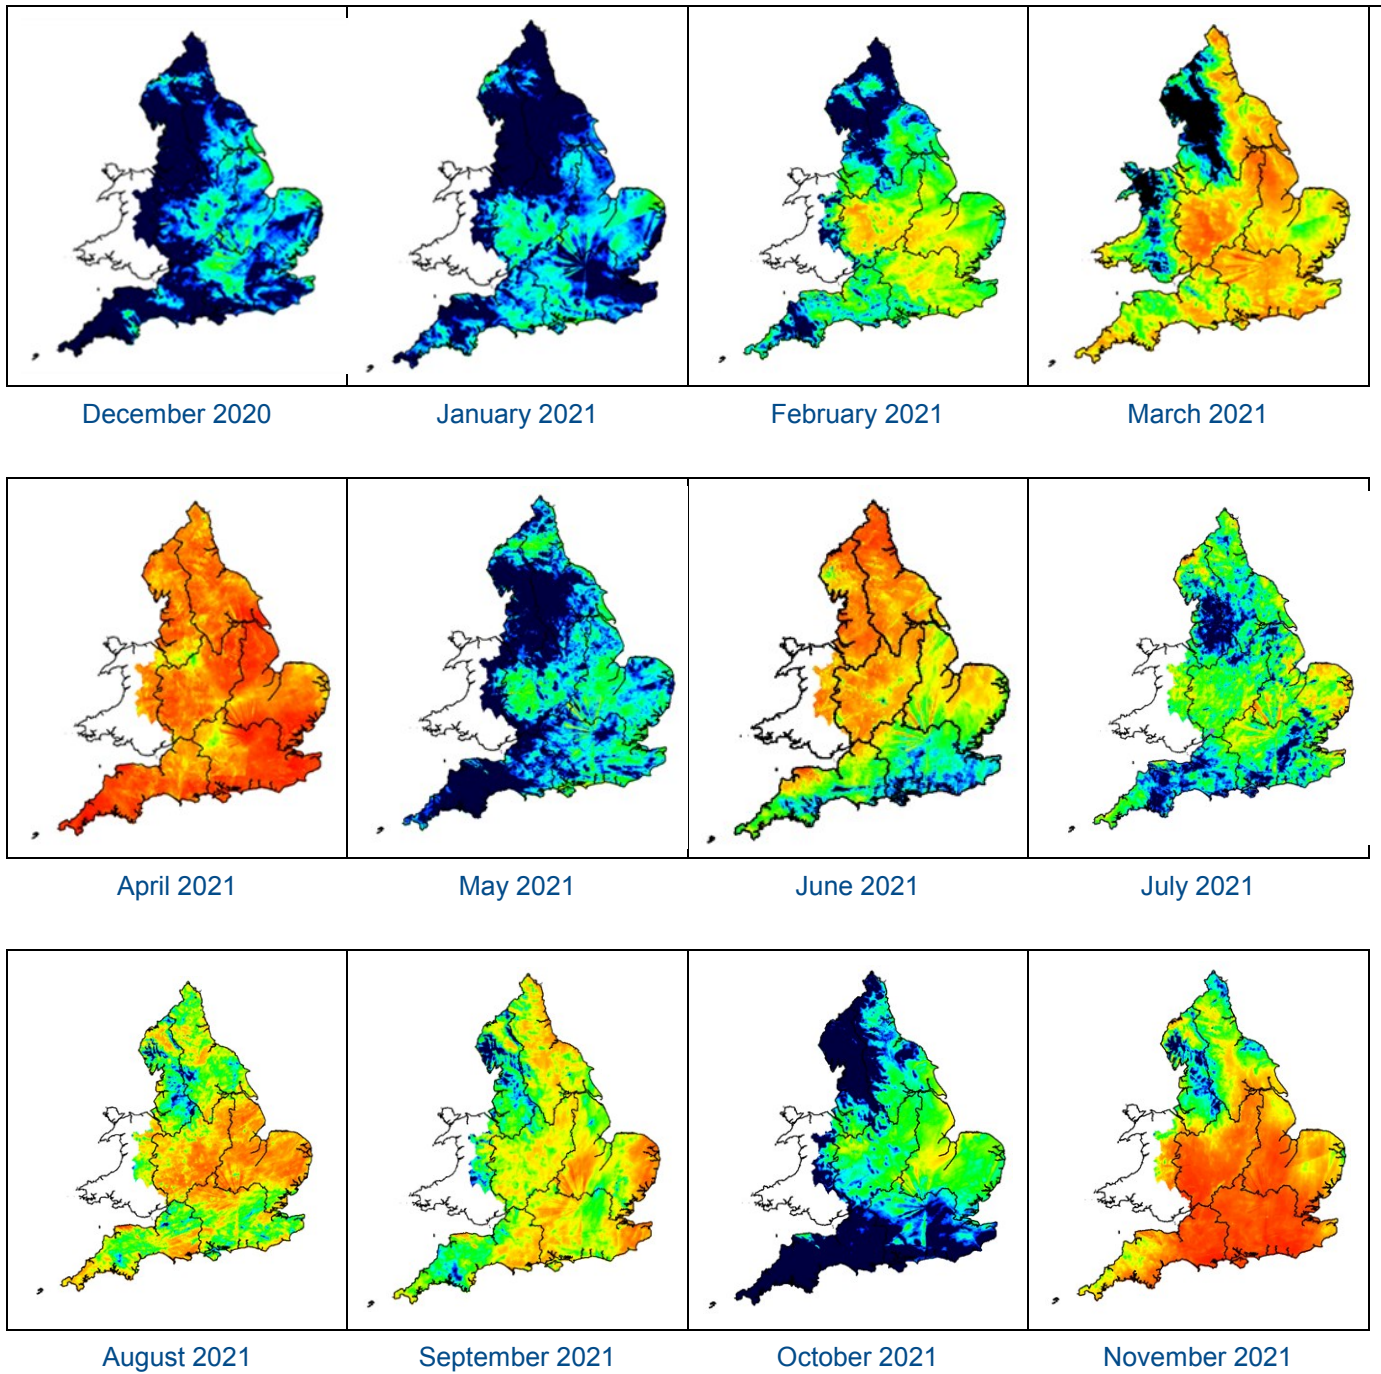 December 2020
January 2021
February 2021
March 2021
April 2021
May 2021
June 2021
July 2021
August 2021
September 2021
October 2021
November 2021